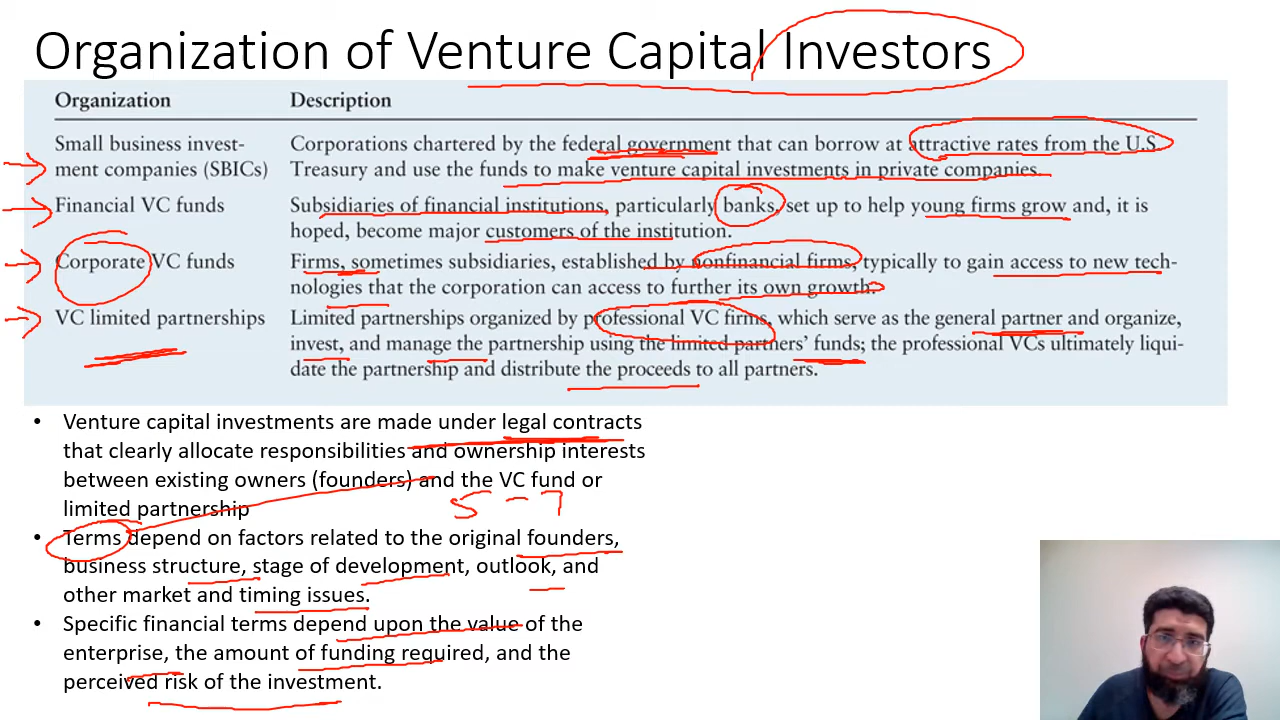 Organization of Venture Capital Investors
Organization Description
Small business invest- Corporations chartered by the federal government that can borrow at attractive rates from the U.S.
ment companies (SBICs) Treasury and use the funds to make venture capital investments in private companies.
Financial VC funds Subsidiaries of financial institutions, particularly banks, set up to help young firms grow and, it is
hoped, become major customers of the institution.
Corporate VC funds Firms, sometimes subsidiaries, established by nonfinancial firms, typically to gain access to new tech-
nologies that the corporation can access to further its own growth.
VC limited partnerships Limited partnerships organized by professional VC firms, which serve as the general partner and organize,
invest, and manage the partnership using the limited partners' funds; the professional VCs ultimately liqui-
date the partnership and distribute the proceeds to all partners.
• Venture capital investments are made under legal contracts
that clearly allocate responsibilities and ownership interests
between existing owners (founders) and the VC fund or
limited partnership
5 - 7
• Terms depend on factors related to the original founders,
business structure, stage of development, outlook, and
other market and timing issues.
• Specific financial terms depend upon the value of the
enterprise, the amount of funding required, and the
perceived risk of the investment.